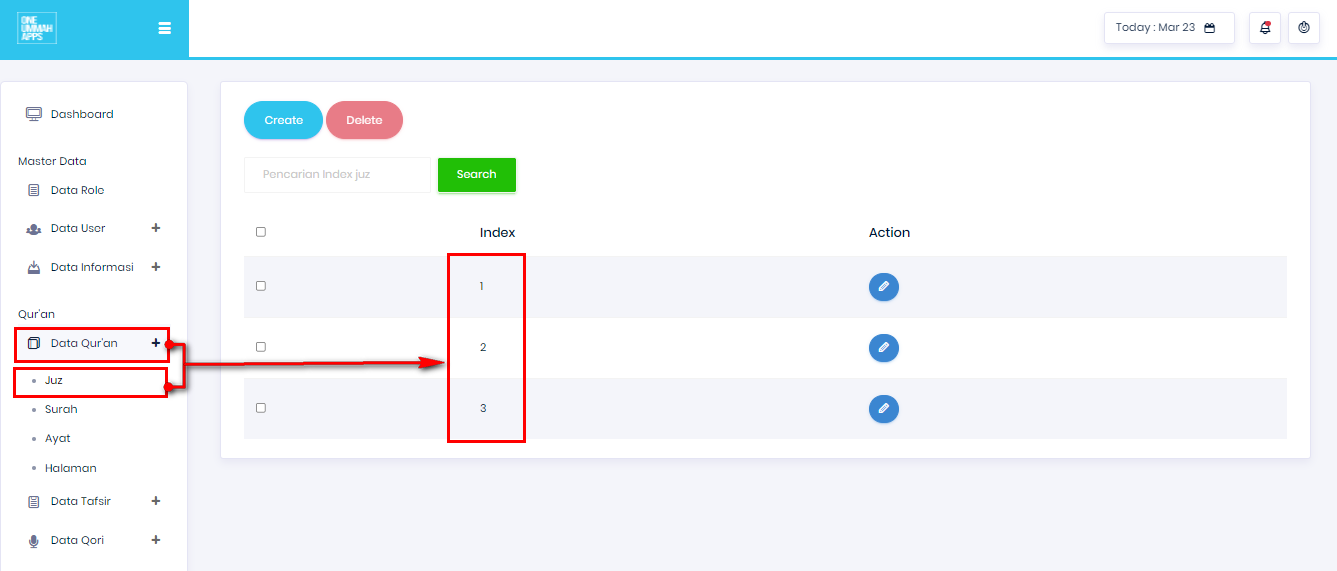 ONE
UMMAH
APPS
Today : Mar 23
Dashboard
Master Data
Data Role
Data User
Data Informasi
Qur'an
Data Qur'an
Juz
Surah
Ayat
Halaman
Data Tafsir
Data Qori
Create Delete
Pencarian Index juz Search
Index Action
1
2
3